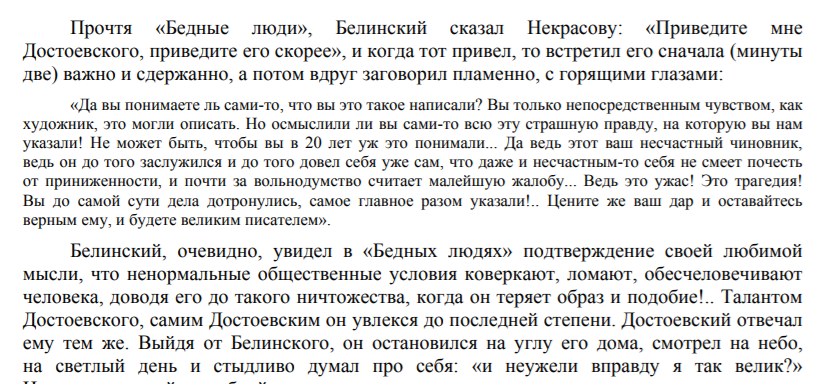 Прочтя «Бедные люди», Белинский сказал Некрасову: «Приведите мне
Достоевского, приведите его скорее», и когда тот привел, то встретил его сначала (минуты
две) важно и сдержанно, а потом вдруг заговорил пламенно, с горящими глазами:
«Да вы понимаете ль сами-то, что вы это такое написали? Вы только непосредственным чувством, как
художник, это могли описать. Но осмыслили ли вы сами-то всю эту страшную правду, на которую вы нам
указали! Не может быть, чтобы вы в 20 лет уж это понимали... Да ведь этот ваш несчастный чиновник,
ведь он до того заслужился и до того довел себя уже сам, что даже и несчастным-то себя не смеет почесть
от приниженности, и почти за вольнодумство считает малейшую жалобу... Ведь это ужас! Это трагедия!
Вы до самой сути дела дотронулись, самое главное разом указали!.. Цените же ваш дар и оставайтесь
верным ему, и будете великим писателем».
Белинский, очевидно, увидел в «Бедных людях» подтверждение своей любимой
мысли, что ненормальные общественные условия коверкают, ломают, обесчеловечивают
человека, доводя его до такого ничтожества, когда он теряет образ и подобие!.. Талантом
Достоевского, самим Достоевским он увлекся до последней степени. Достоевский отвечал
ему тем же. Выйдя от Белинского, он остановился на углу его дома, смотрел на небо,
на светлый день и стыдливо думал про себя: «и неужели вправду я так велик?»